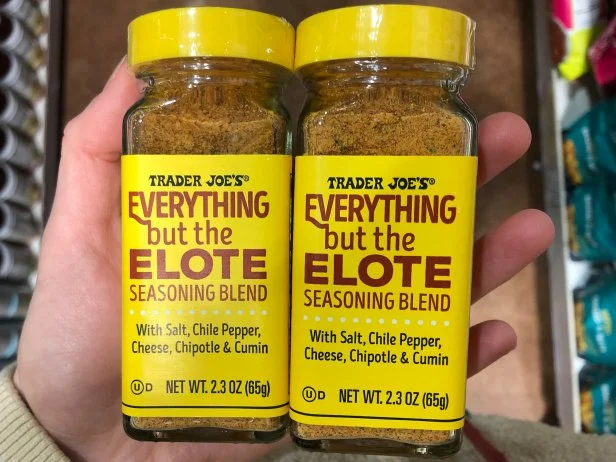 TRADER JOE'S®
EVERYTHING
but the
ELOTE
SEASONING BLEND
With Salt, Chile Pepper,
Cheese, Chipotle & Cumin
Ⓤ D NET WT. 2.3 OZ (65g)
TRADER JOE'S®
EVERYTHING
but the
ELOTE
SEASONING BLEND
With Salt, Chile Pepper,
Cheese, Chipotle & Cumin
Ⓤ D NET WT. 2.3 OZ (65g)